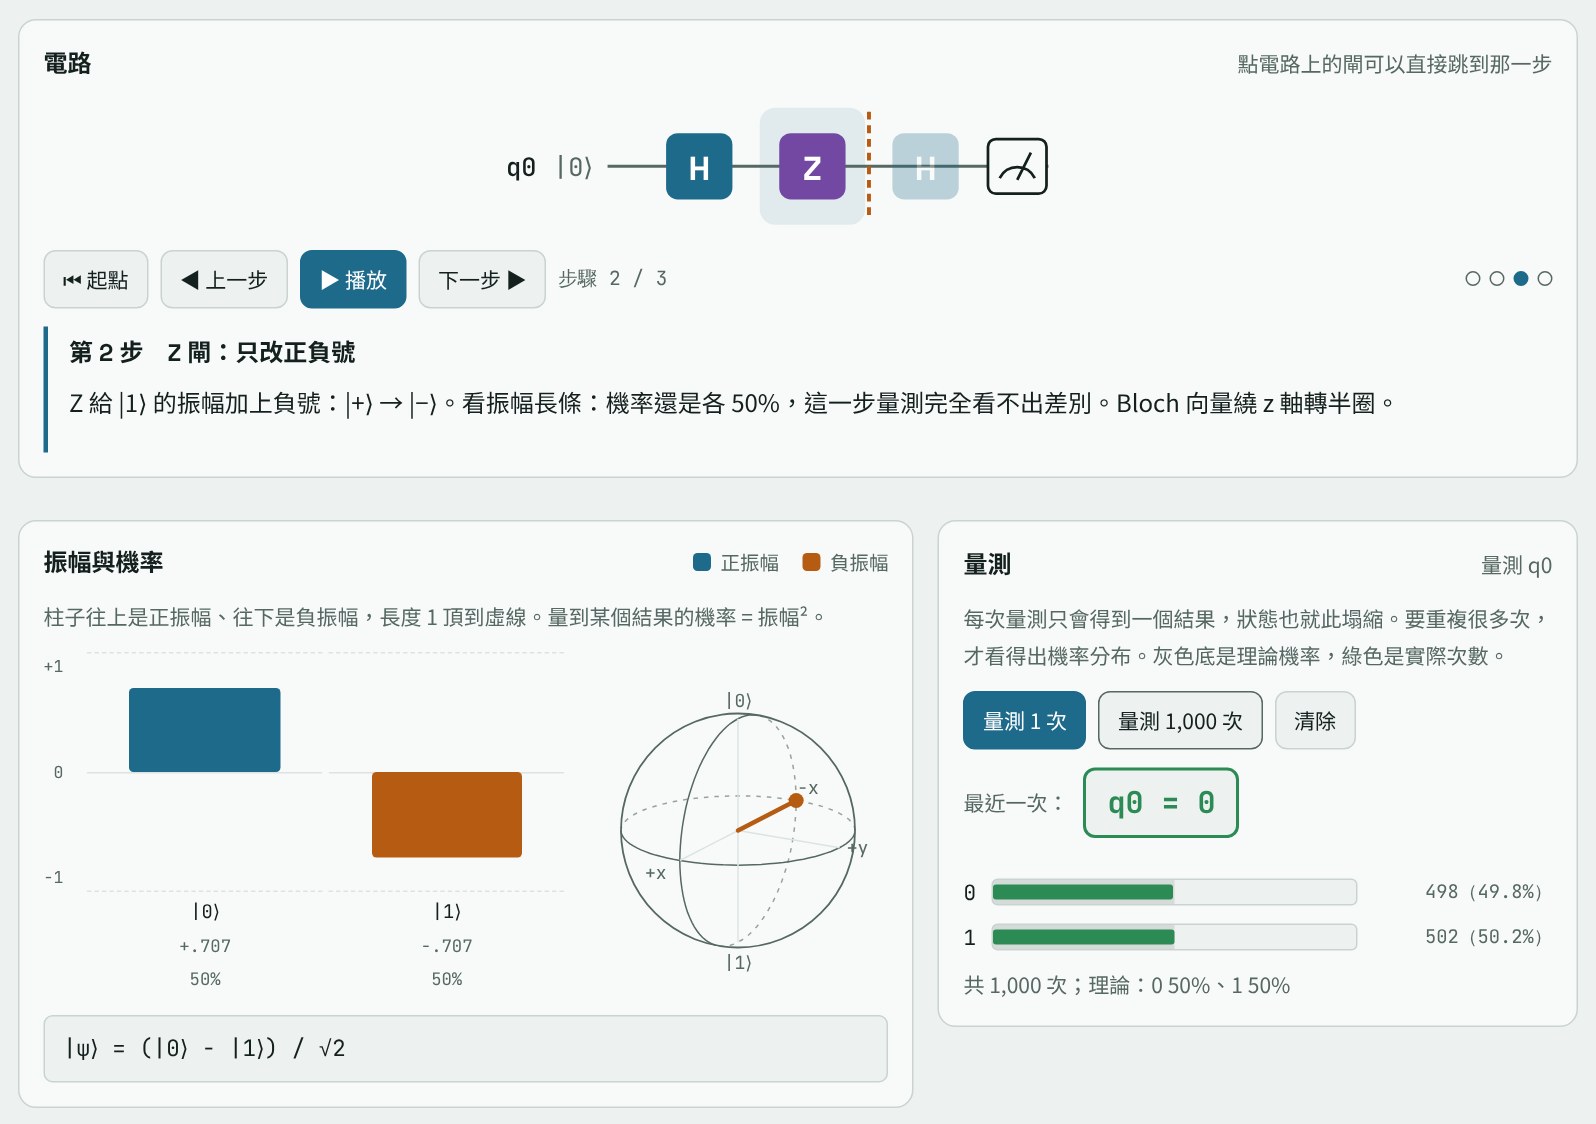 電路
點電路上的閘可以直接跳到那一步
q0 |0⟩ H Z H
⏮ 起點 ◀ 上一步 ▶ 播放 下一步 ▶ 步驟 2 / 3
第 2 步 Z 閘：只改正負號
Z 給 |1⟩ 的振幅加上負號：|+⟩ → |−⟩。看振幅長條：機率還是各 50%，這一步量測完全看不出差別。Bloch 向量繞 z 軸轉半圈。
振幅與機率
正振幅 負振幅
柱子往上是正振幅、往下是負振幅，長度 1 頂到虛線。量到某個結果的機率 = 振幅²。
+1
0
-1
|0⟩ |1⟩
+.707 -.707
50% 50%
|0⟩
-x
+y
+x
|1⟩
|ψ⟩ = (|0⟩ - |1⟩) / √2
量測
量測 q0
每次量測只會得到一個結果，狀態也就此塌縮。要重複很多次，
才看得出機率分布。灰色底是理論機率，綠色是實際次數。
量測 1 次 量測 1,000 次 清除
最近一次： q0 = 0
0 498（49.8%）
1 502（50.2%）
共 1,000 次；理論：0 50%、1 50%